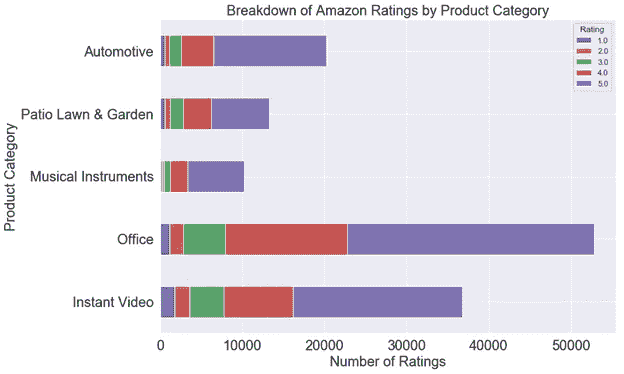 Breakdown of Amazon Ratings by Product Category
Rating
1.0
2.0
3.0
4.0
5.0
Product Category
Automotive
Patio Lawn & Garden
Musical Instruments
Office
Instant Video
0 10000 20000 30000 40000 50000
Number of Ratings